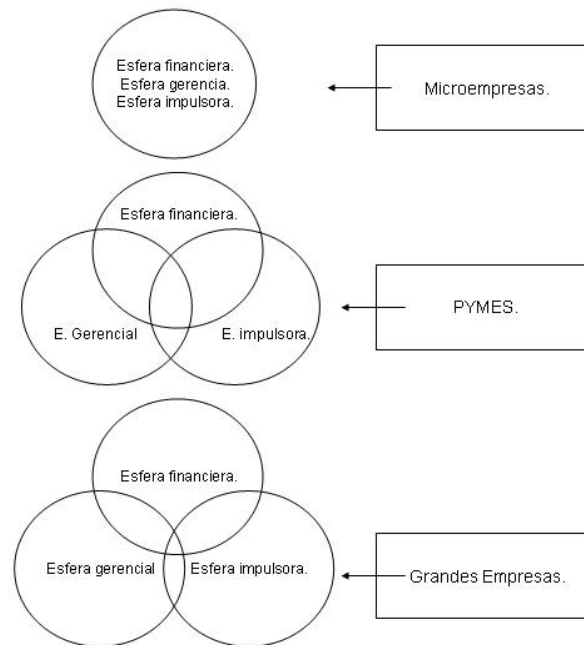 Esfera financiera.
Esfera gerencia.
Esfera impulsora.
Microempresas.
Esfera financiera.
E. Gerencial
E. impulsora.
PYMES.
Esfera financiera.
Esfera gerencial
Esfera impulsora.
Grandes Empresas.